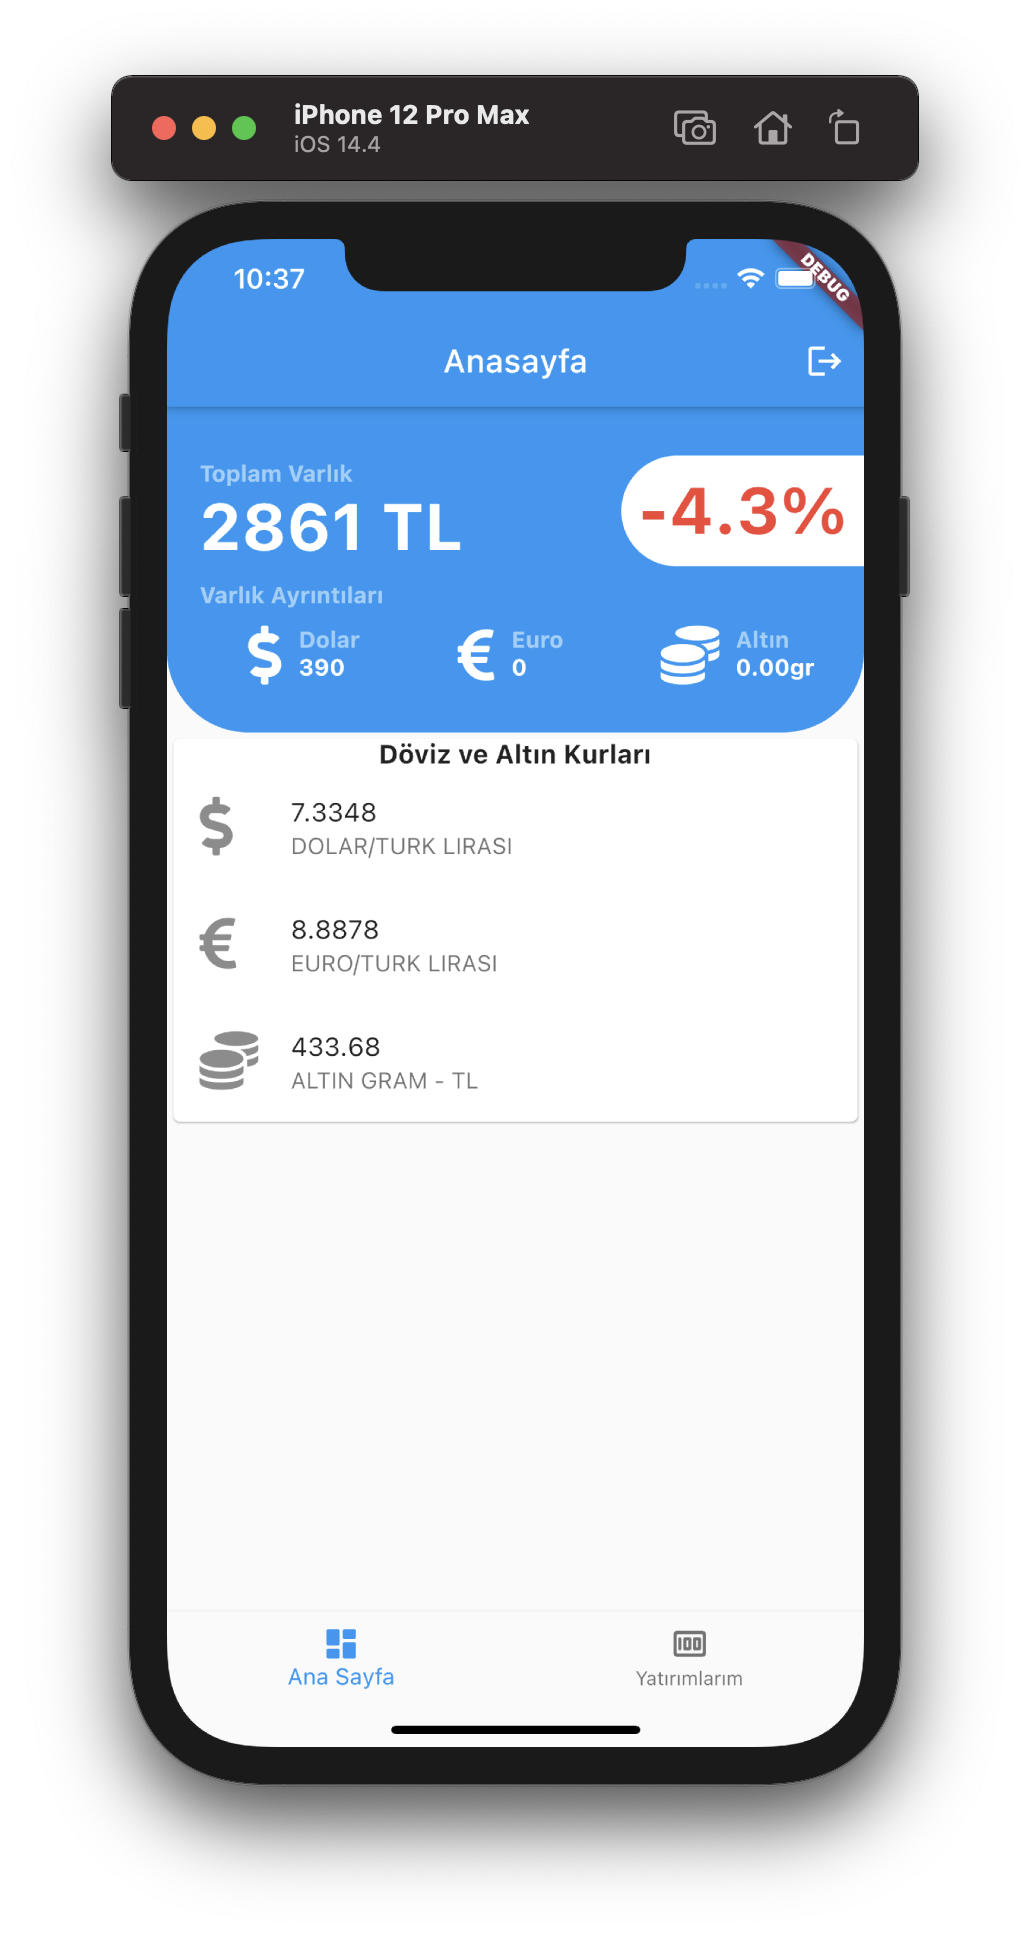 iPhone 12 Pro Max
iOS 14.4
10:37
DEBUG
Anasayfa
Toplam Varlık
2861 TL
-4.3%
Varlık Ayrıntıları
Dolar
390
Euro
0
Altın
0.00gr
Döviz ve Altın Kurları
7.3348
DOLAR/TURK LIRASI
8.8878
EURO/TURK LIRASI
433.68
ALTIN GRAM - TL
Ana Sayfa
Yatırımlarım